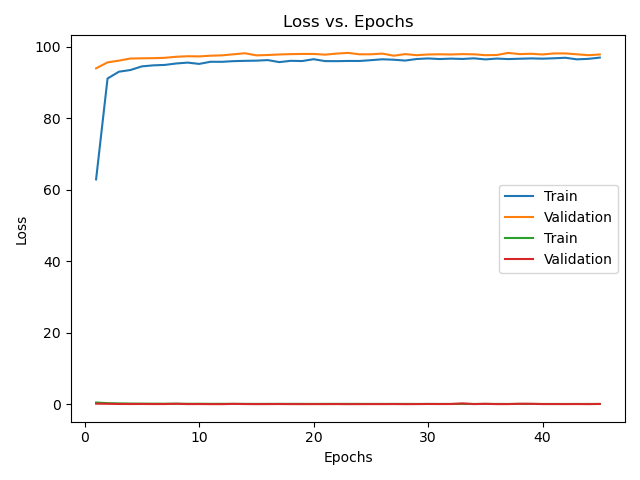 Loss vs. Epochs
100
80
60
40
20
0
Loss
Train
Validation
Train
Validation
0 10 20 30 40
Epochs